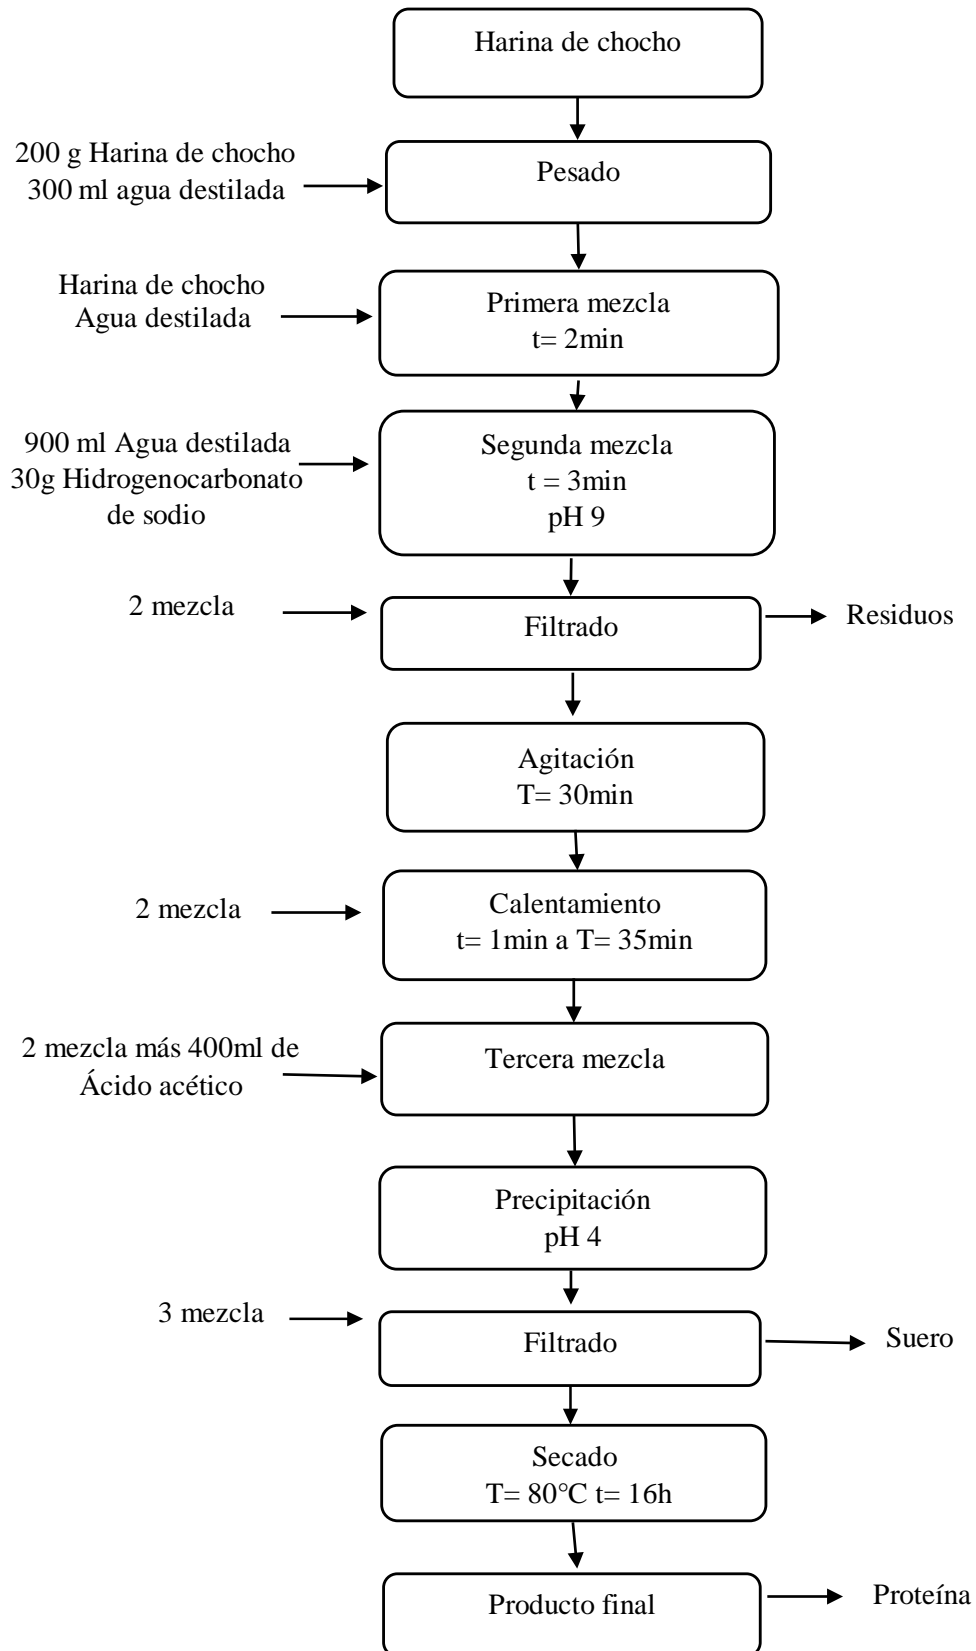 Harina de chocho
200 g Harina de chocho
300 ml agua destilada
Pesado
Harina de chocho
Agua destilada
Primera mezcla
t= 2min
900 ml Agua destilada
30g Hidrogenocarbonato
de sodio
Segunda mezcla
t = 3min
pH 9
2 mezcla
Filtrado
Residuos
Agitación
T= 30min
2 mezcla
Calentamiento
t= 1min a T= 35min
2 mezcla más 400ml de
Ácido acético
Tercera mezcla
Precipitación
pH 4
3 mezcla
Filtrado
Suero
Secado
T= 80°C t= 16h
Producto final
Proteína